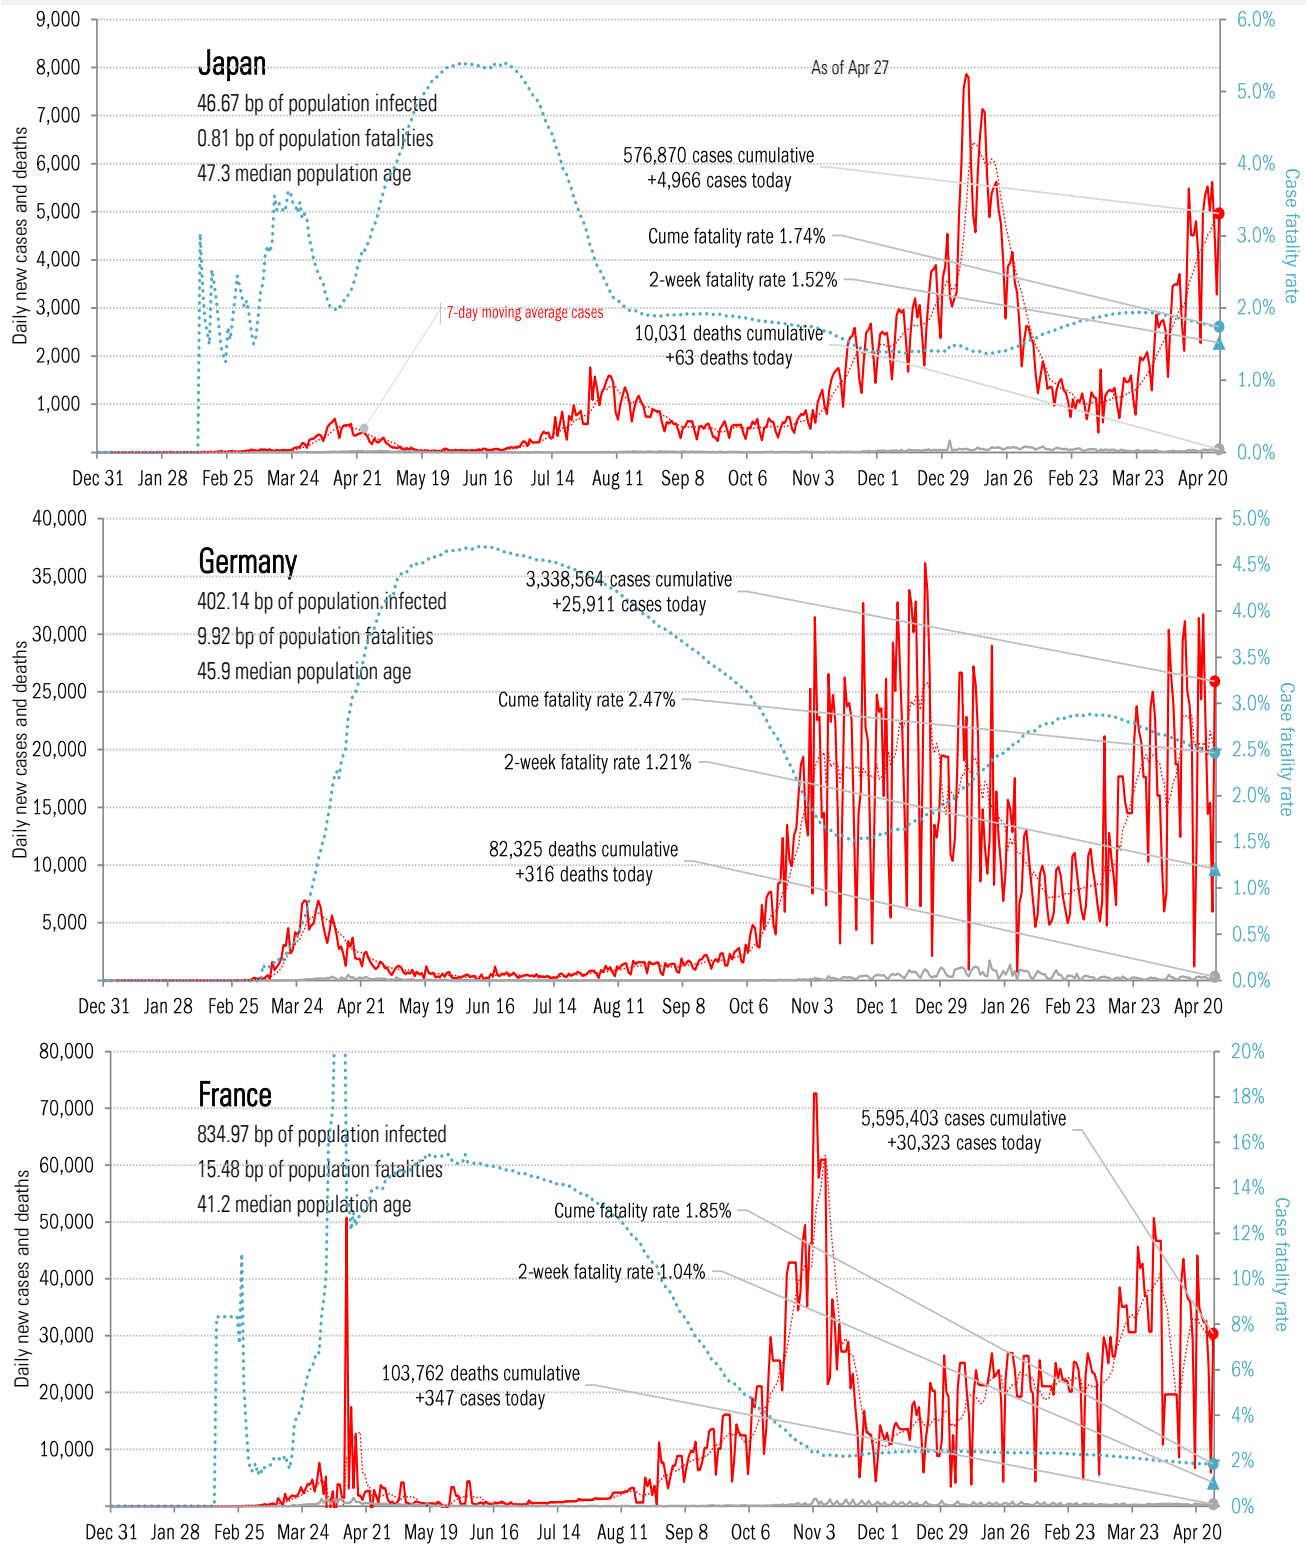 9,000
6.0%
Japan
As of Apr 27
8,000
46.67 bp of population infected
5.0%
7,000
0.81 bp of population fatalities
576,870 cases cumulative
+4,966 cases today
6,000
4.0%
47.3 median population age
5,000
Cume fatality rate 1.74%
3.0%
4,000
2-week fatality rate 1.52%
3,000
7-day moving average cases
2.0%
10,031 deaths cumulative
+63 deaths today
2,000
1.0%
1,000
0.0%
Daily new cases and deaths
Case fatality rate
Dec 31 Jan 28 Feb 25 Mar 24 Apr 21 May 19 Jun 16 Jul 14 Aug 11 Sep 8 Oct 6 Nov 3 Dec 1 Dec 29 Jan 26 Feb 23 Mar 23 Apr 20
40,000
5.0%
Germany
35,000
4.5%
3,338,564 cases cumulative
+25,911 cases today
402.14 bp of population infected
4.0%
30,000
9.92 bp of population fatalities
3.5%
45.9 median population age
25,000
Cume fatality rate 2.47%
3.0%
20,000
2.5%
2-week fatality rate 1.21%
2.0%
15,000
1.5%
82,325 deaths cumulative
+316 deaths today
10,000
1.0%
5,000
0.5%
0.0%
Daily new cases and deaths
Case fatality rate
Dec 31 Jan 28 Feb 25 Mar 24 Apr 21 May 19 Jun 16 Jul 14 Aug 11 Sep 8 Oct 6 Nov 3 Dec 1 Dec 29 Jan 26 Feb 23 Mar 23 Apr 20
80,000
20%
France
18%
70,000
5,595,403 cases cumulative
+30,323 cases today
834.97 bp of population infected
16%
60,000
15.48 bp of population fatalities
14%
41.2 median population age
50,000
Cume fatality rate 1.85%
12%
2-week fatality rate 1.04%
40,000
10%
30,000
8%
6%
103,762 deaths cumulative
+347 cases today
20,000
4%
10,000
2%
0%
Daily new cases and deaths
Case fatality rate
Dec 31 Jan 28 Feb 25 Mar 24 Apr 21 May 19 Jun 16 Jul 14 Aug 11 Sep 8 Oct 6 Nov 3 Dec 1 Dec 29 Jan 26 Feb 23 Mar 23 Apr 20